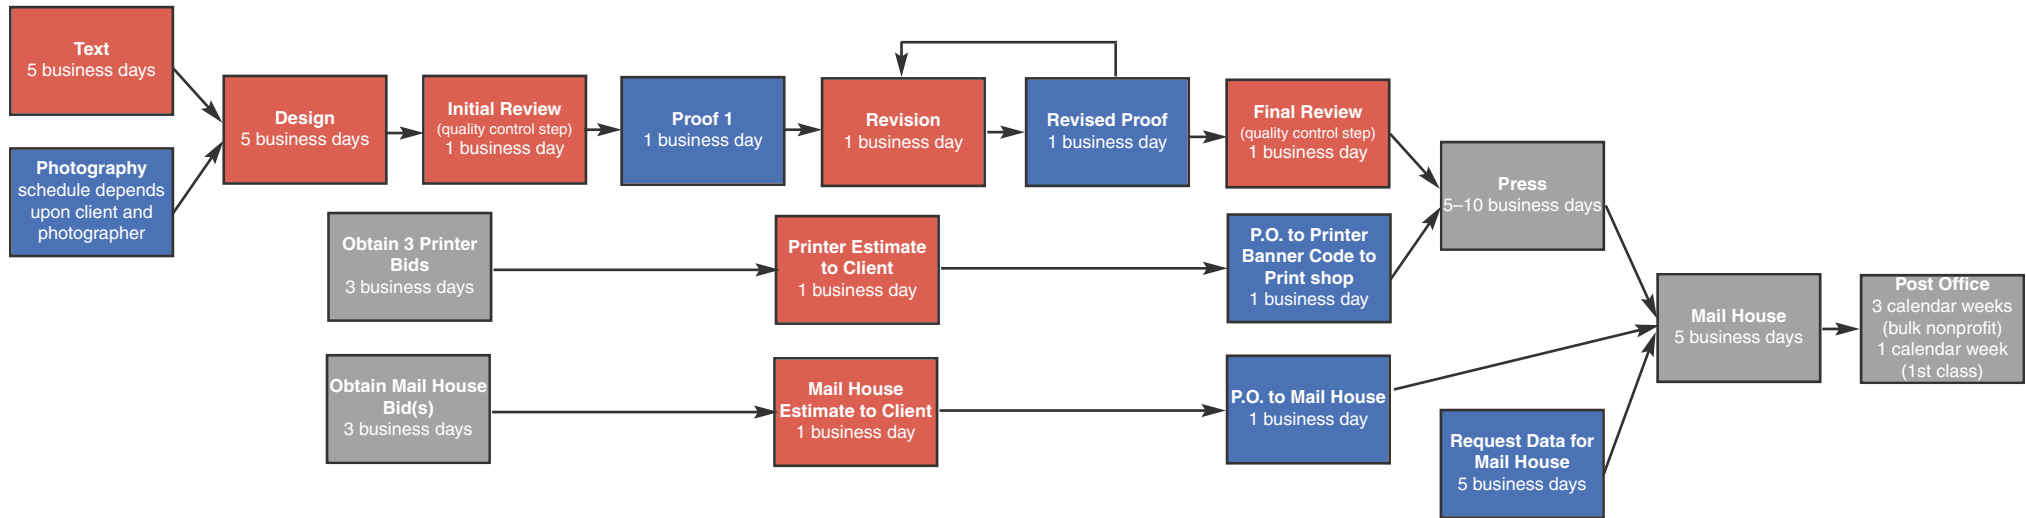 Text
5 business days
Photography
schedule depends
upon client and
photographer
Design
5 business days
Initial Review
(quality control step)
1 business day
Proof 1
1 business day
Revision
1 business day
Revised Proof
1 business day
Final Review
(quality control step)
1 business day
Press
5–10 business days
Obtain 3 Printer
Bids
3 business days
Printer Estimate
to Client
1 business day
P.O. to Printer
Banner Code to
Print shop
1 business day
Mail House
5 business days
Post Office
3 calendar weeks
(bulk nonprofit)
1 calendar week
(1st class)
Obtain Mail House
Bid(s)
3 business days
Mail House
Estimate to Client
1 business day
P.O. to Mail House
1 business day
Request Data for
Mail House
5 business days